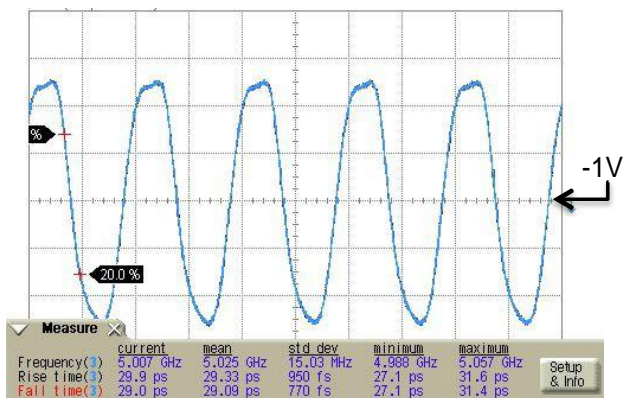 -1V
%
20.0 %
Measure
current mean std dev minimum maximum
Frequency(3) 5.007 GHz 5.025 GHz 15.03 MHz 4.988 GHz 5.057 GHz
Rise time(3) 29.9 ps 29.33 ps 950 fs 27.1 ps 31.6 ps
Fall time(3) 29.0 ps 29.09 ps 770 fs 27.1 ps 31.4 ps
Setup
& Info